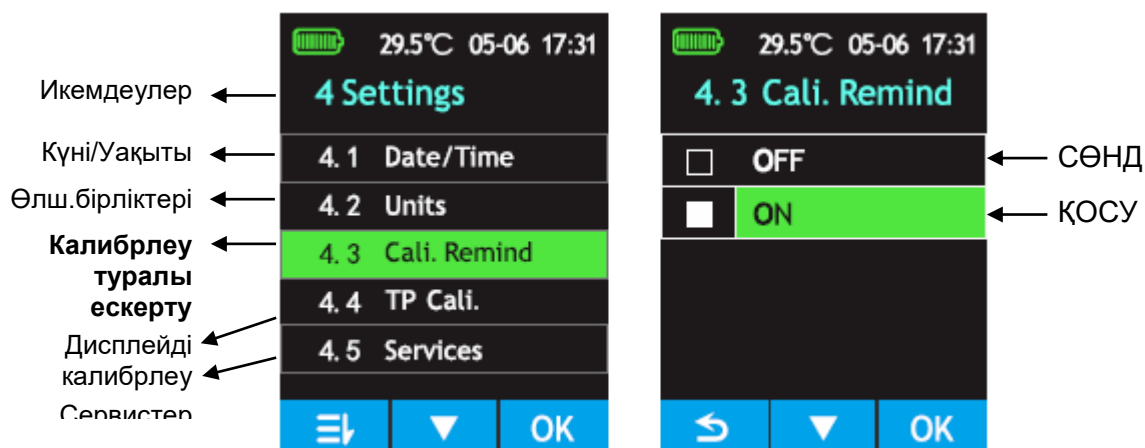 Икемдеулер
Күні/Уақыты
Өлш.бірліктері
Калибрлеу
туралы
ескерту
Дисплейді
калибрлеу
Сервистер
29.5℃ 05-06 17:31
4 Settings
4. 1 Date/Time
4. 2 Units
4. 3 Cali. Remind
4. 4 TP Cali.
4. 5 Services
OK
29.5℃ 05-06 17:31
4. 3 Cali. Remind
OFF
ON
OK
СӨНД
ҚОСУ